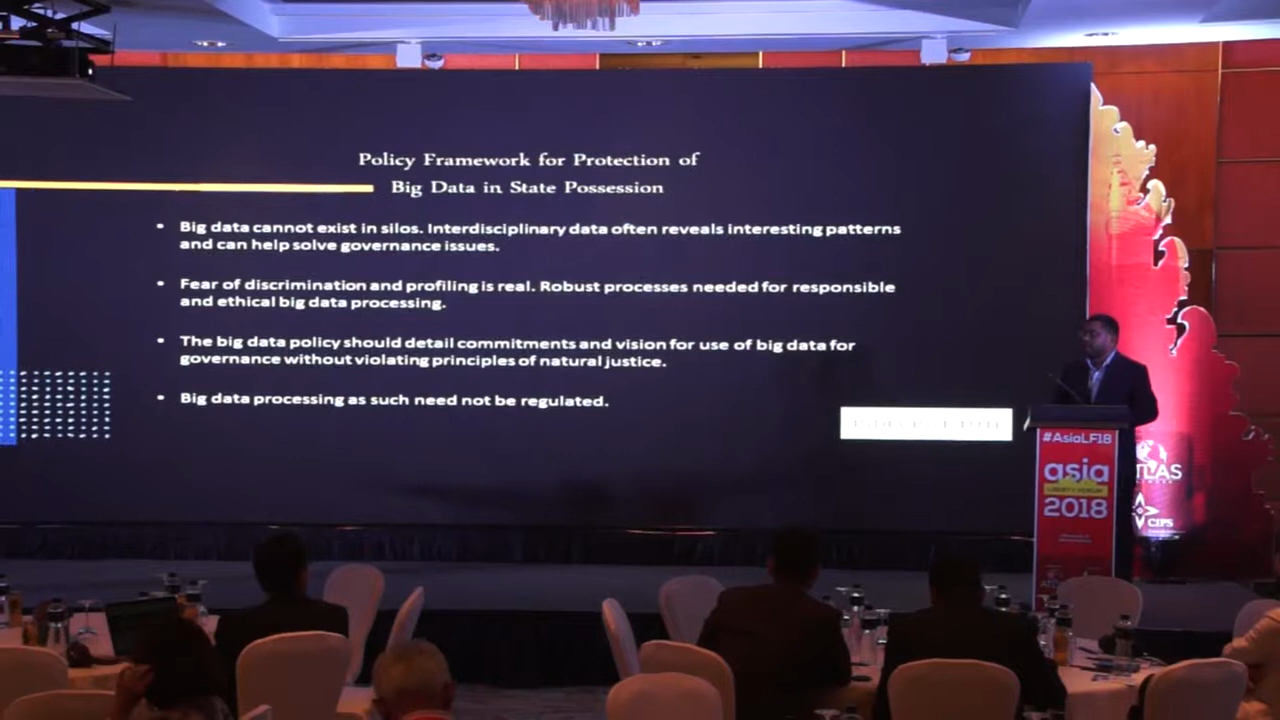 Policy Framework for Protection of
Big Data in State Possession
• Big data cannot exist in silos. Interdisciplinary data often reveals interesting patterns
and can help solve governance issues.
• Fear of discrimination and profiling is real. Robust processes needed for responsible
and ethical big data processing.
• The big data policy should detail commitments and vision for use of big data for
governance without violating principles of natural justice.
• Big data processing as such need not be regulated.
#AsiaLF18
asia
LIBERTY FORUM
2018
CIPS